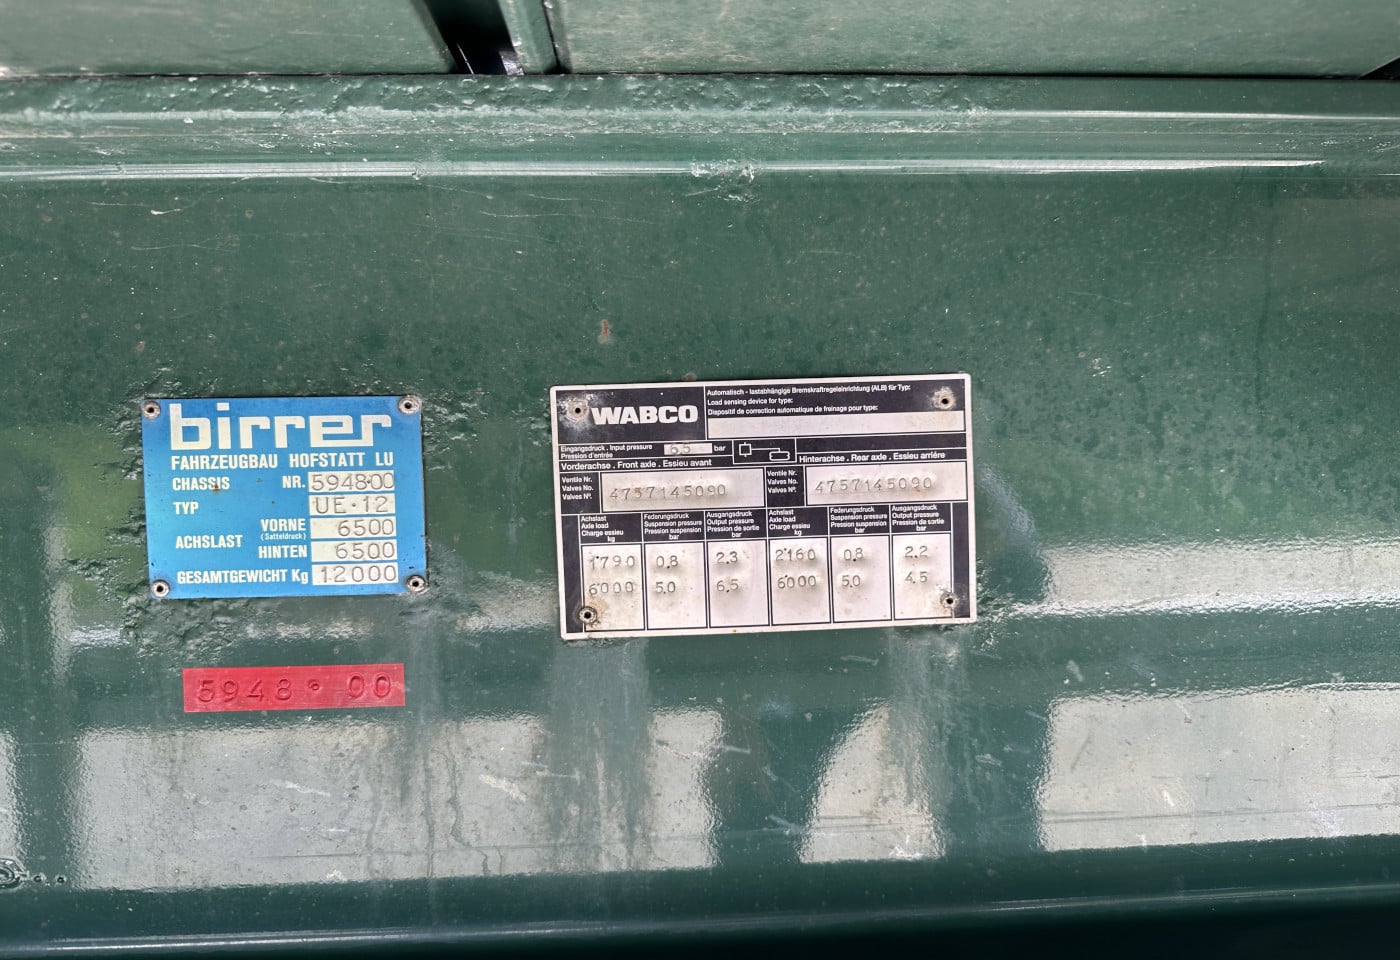 birrer
FAHRZEUGBAU HOFSTATT LU
CHASSIS NR. 5948·00
TYP UE·12
ACHSLAST VORNE (Satteldruck) 6500
HINTEN 6500
GESAMTGEWICHT Kg 12000
5948·00
WABCO
Automatisch - lastabhängige Bremskraftregeleinrichtung (ALB) für Typ:
Load sensing device for type:
Dispositif de correction automatique de freinage pour type:
Eingangsdruck . Input pressure
Pression d'entrée
6.5 bar
Vorderachse . Front axle . Essieu avant
Hinterachse . Rear axle . Essieu arrière
Ventile Nr.
Valves No.
Valves Nº.
4757145090
Ventile Nr.
Valves No.
Valves Nº.
4757145090
Achslast Axle load Charge essieu kg
Federungsdruck Suspension pressure Pression suspension bar
Ausgangsdruck Output pressure Pression de sortie bar
Achslast Axle load Charge essieu kg
Federungsdruck Suspension pressure Pression suspension bar
Ausgangsdruck Output pressure Pression de sortie bar
1790 0.8 2.3 2160 0.8 2.2
6000 5.0 6.5 6000 5.0 4.5